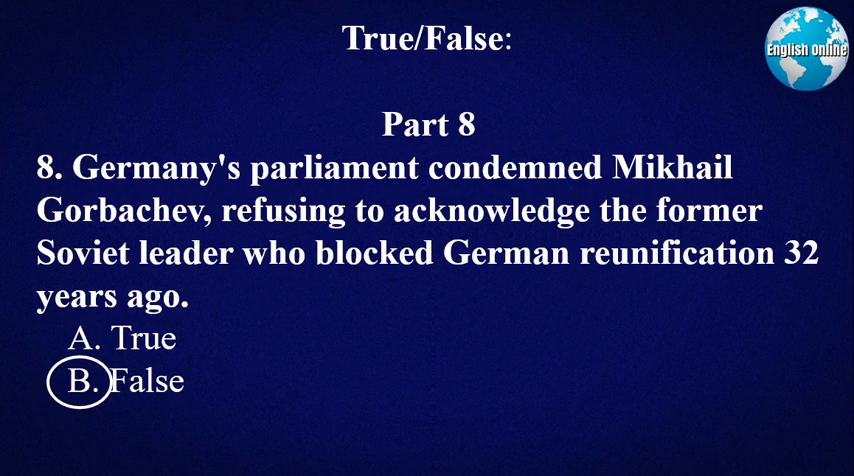 True/False:
English Online
Part 8
8. Germany's parliament condemned Mikhail
Gorbachev, refusing to acknowledge the former
Soviet leader who blocked German reunification 32
years ago.
A. True
B. False